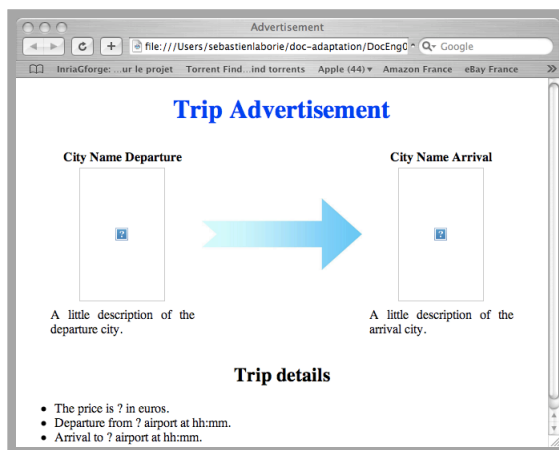 Advertisement
file:///Users/sebastienlaborie/doc-adaptation/DocEng0
Google
InriaGforge: ...ur le projet Torrent Find...ind torrents Apple (44) Amazon France eBay France
Trip Advertisement
City Name Departure City Name Arrival
A little description of the departure city.
A little description of the arrival city.
Trip details
• The price is ? in euros.
• Departure from ? airport at hh:mm.
• Arrival to ? airport at hh:mm.